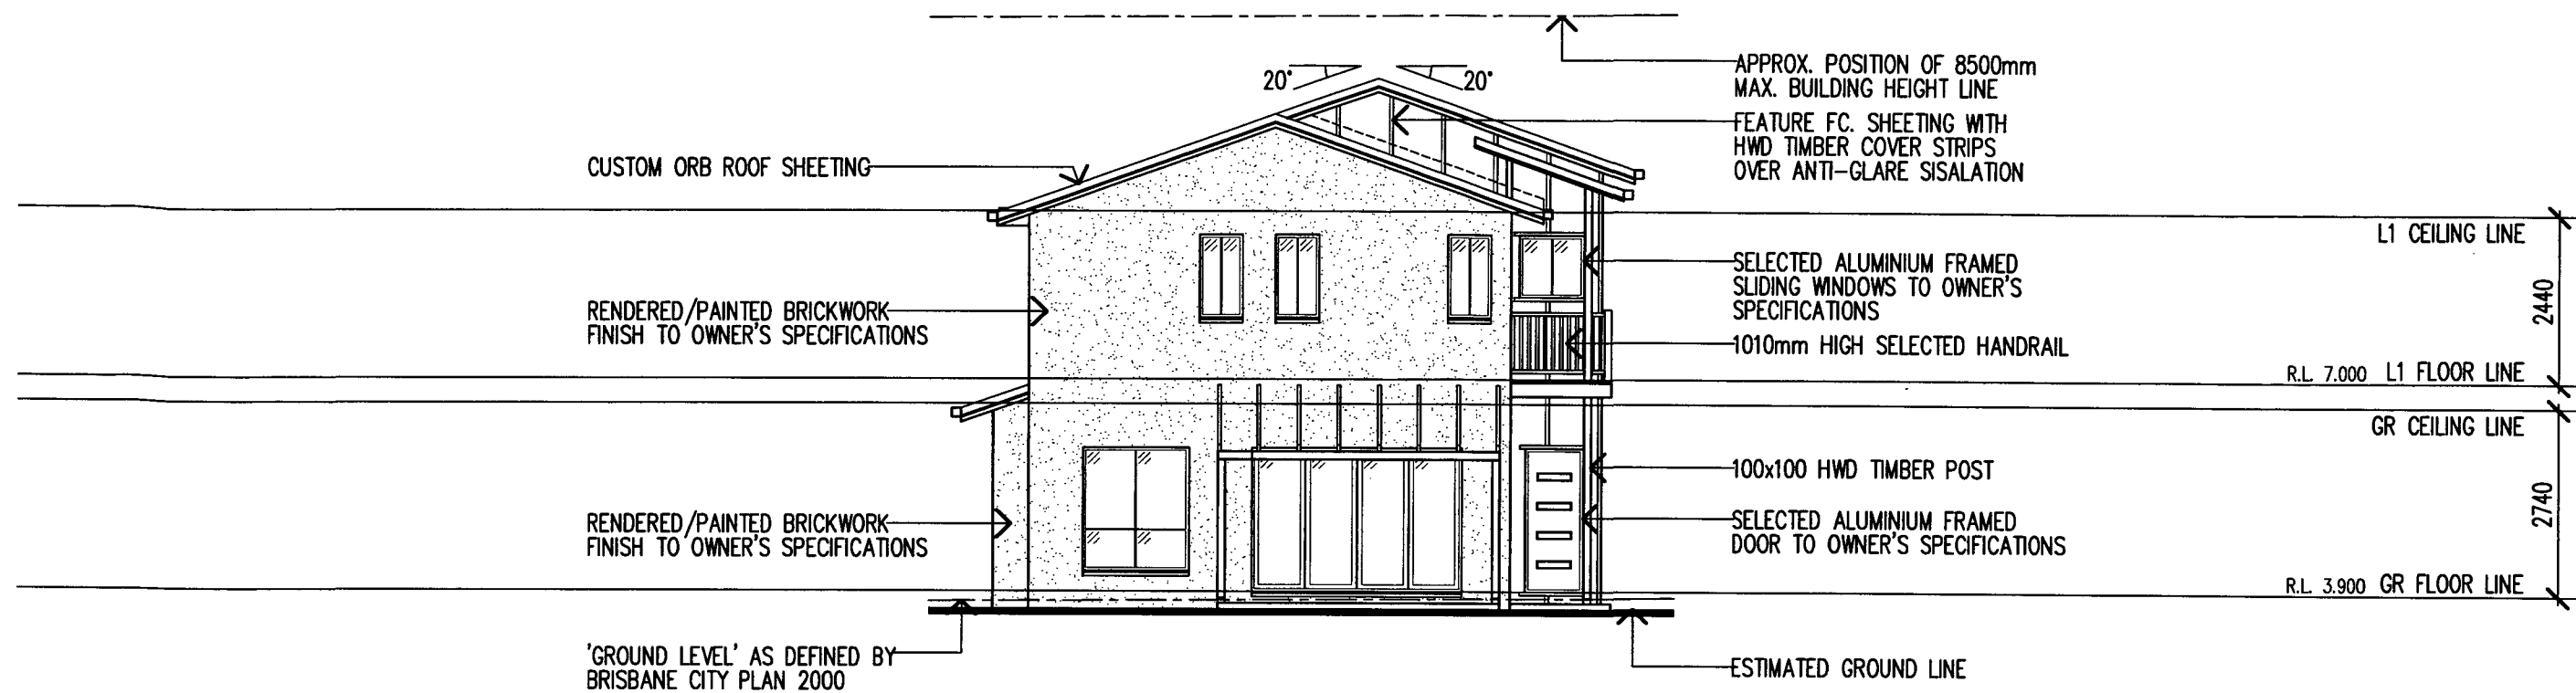 APPROX. POSITION OF 8500mm
MAX. BUILDING HEIGHT LINE
20°
20°
FEATURE FC. SHEETING WITH
HWD TIMBER COVER STRIPS
OVER ANTI-GLARE SISALATION
CUSTOM ORB ROOF SHEETING
L1 CEILING LINE
SELECTED ALUMINIUM FRAMED
SLIDING WINDOWS TO OWNER'S
SPECIFICATIONS
RENDERED/PAINTED BRICKWORK
FINISH TO OWNER'S SPECIFICATIONS
2440
1010mm HIGH SELECTED HANDRAIL
R.L. 7.000 L1 FLOOR LINE
GR CEILING LINE
100x100 HWD TIMBER POST
2740
RENDERED/PAINTED BRICKWORK
FINISH TO OWNER'S SPECIFICATIONS
SELECTED ALUMINIUM FRAMED
DOOR TO OWNER'S SPECIFICATIONS
R.L. 3.900 GR FLOOR LINE
'GROUND LEVEL' AS DEFINED BY
BRISBANE CITY PLAN 2000
ESTIMATED GROUND LINE